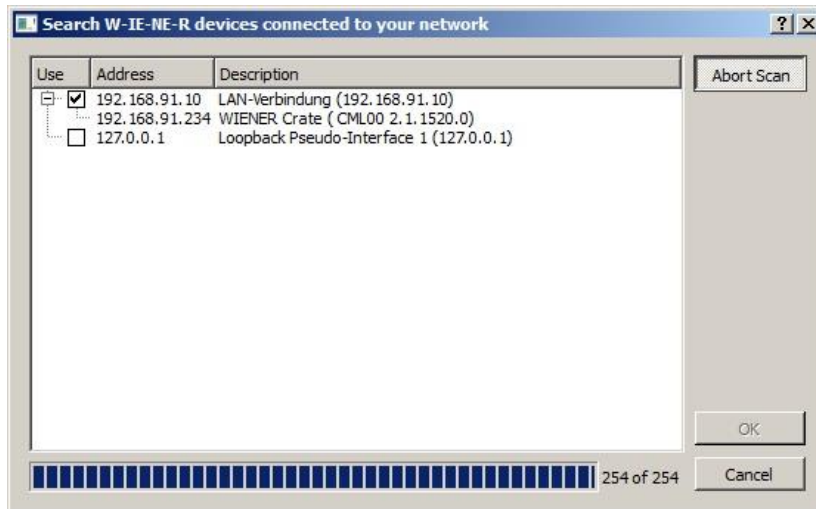 Search W-IE-NE-R devices connected to your network
Use Address Description
Abort Scan
192.168.91.10 LAN-Verbindung (192.168.91.10)
192.168.91.234 WIENER Crate ( CML00 2.1.1520.0)
127.0.0.1 Loopback Pseudo-Interface 1 (127.0.0.1)
OK
254 of 254
Cancel